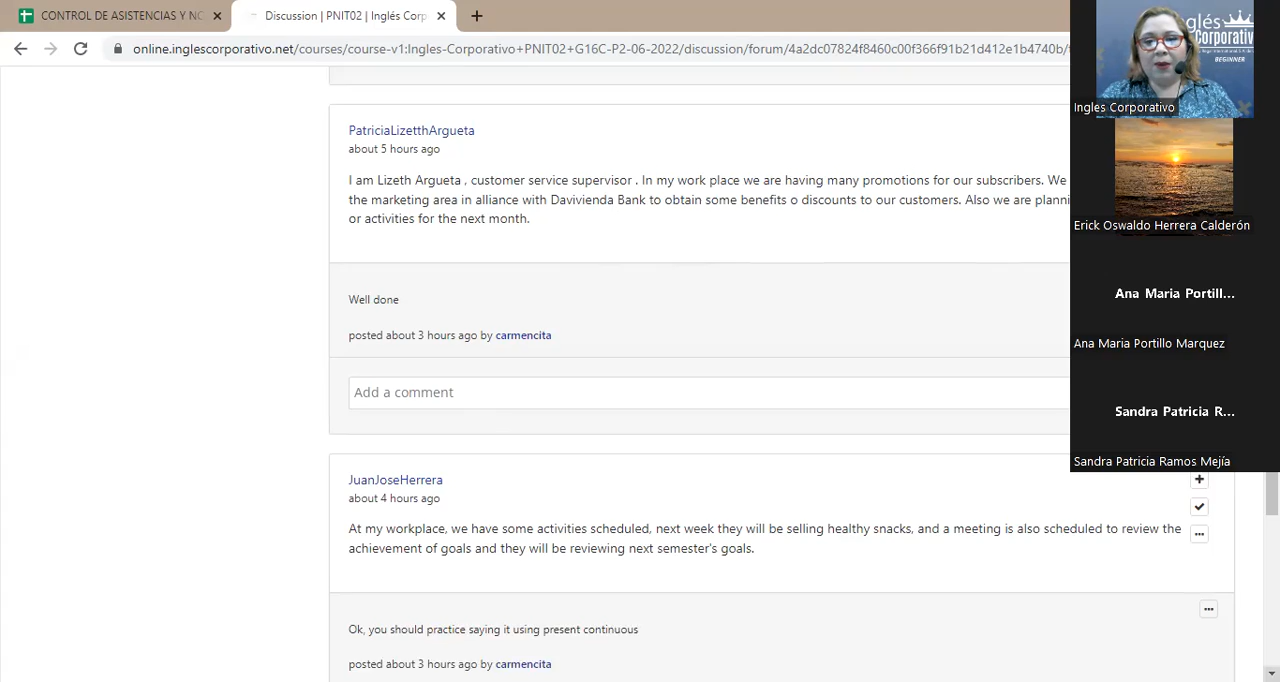 CONTROL DE ASISTENCIAS Y NO
Discussion | PNIT02 | Inglés Corp
online.inglescorporativo.net/courses/course-v1:Ingles-Corporativo+PNIT02+G16C-P2-06-2022/discussion/forum/4a2dc07824f8460c00f366f91b21d412e1b4740b/
glés
Corporativ
BEGINNER
Ingles Corporativo
Erick Oswaldo Herrera Calderón
Ana Maria Portill...
Ana Maria Portillo Marquez
Sandra Patricia R...
Sandra Patricia Ramos Mejía
PatriciaLizetthArgueta
about 5 hours ago
I am Lizeth Argueta , customer service supervisor . In my work place we are having many promotions for our subscribers. We
the marketing area in alliance with Davivienda Bank to obtain some benefits o discounts to our customers. Also we are planni
or activities for the next month.
Well done
posted about 3 hours ago by carmencita
Add a comment
JuanJoseHerrera
about 4 hours ago
At my workplace, we have some activities scheduled, next week they will be selling healthy snacks, and a meeting is also scheduled to review the
achievement of goals and they will be reviewing next semester's goals.
Ok, you should practice saying it using present continuous
posted about 3 hours ago by carmencita